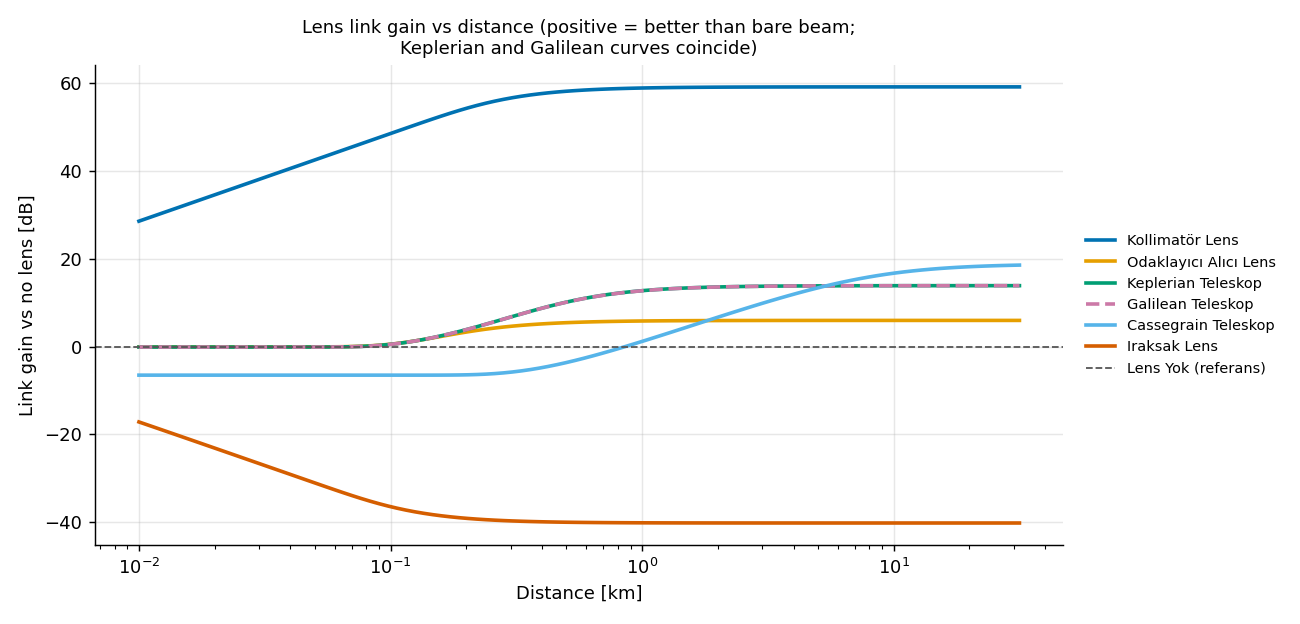 Lens link gain vs distance (positive = better than bare beam;
Keplerian and Galilean curves coincide)
Link gain vs no lens [dB]
60
40
20
0
−20
−40
10⁻²
10⁻¹
10⁰
10¹
Distance [km]
Kollimatör Lens
Odaklayıcı Alıcı Lens
Keplerian Teleskop
Galilean Teleskop
Cassegrain Teleskop
Iraksak Lens
Lens Yok (referans)